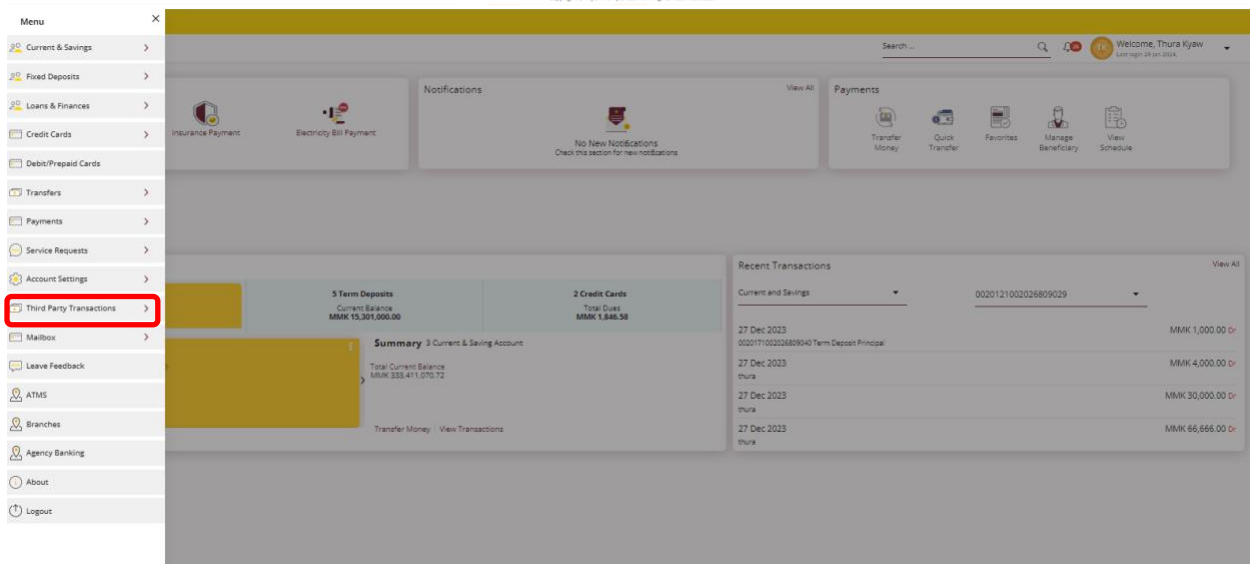 Menu
Current & Savings
Fixed Deposits
Loans & Finances
Credit Cards
Debit/Prepaid Cards
Transfers
Payments
Service Requests
Account Settings
Third Party Transactions
Mailbox
Leave Feedback
ATMS
Branches
Agency Banking
About
Logout
Search ...
TK
Welcome, Thura Kyaw
Last login 29 Jan 2024,
Insurance Payment
Electricity Bill Payment
Notifications
View All
No New Notifications
Check this section for new notifications
Payments
Transfer Money
Quick Transfer
Favorites
Manage Beneficiary
View Schedule
5 Term Deposits
Current Balance
MMK 15,301,000.00
2 Credit Cards
Total Dues
MMK 1,846.58
Summary 3 Current & Saving Account
Total Current Balance
MMK 333,411,070.72
Transfer Money | View Transactions
Recent Transactions
View All
Current and Savings
0020121002026809029
27 Dec 2023
MMK 1,000.00 Dr
0020171002026809040 Term Deposit Principal
27 Dec 2023
MMK 4,000.00 Dr
thura
27 Dec 2023
MMK 30,000.00 Dr
thura
27 Dec 2023
MMK 66,666.00 Dr
thura